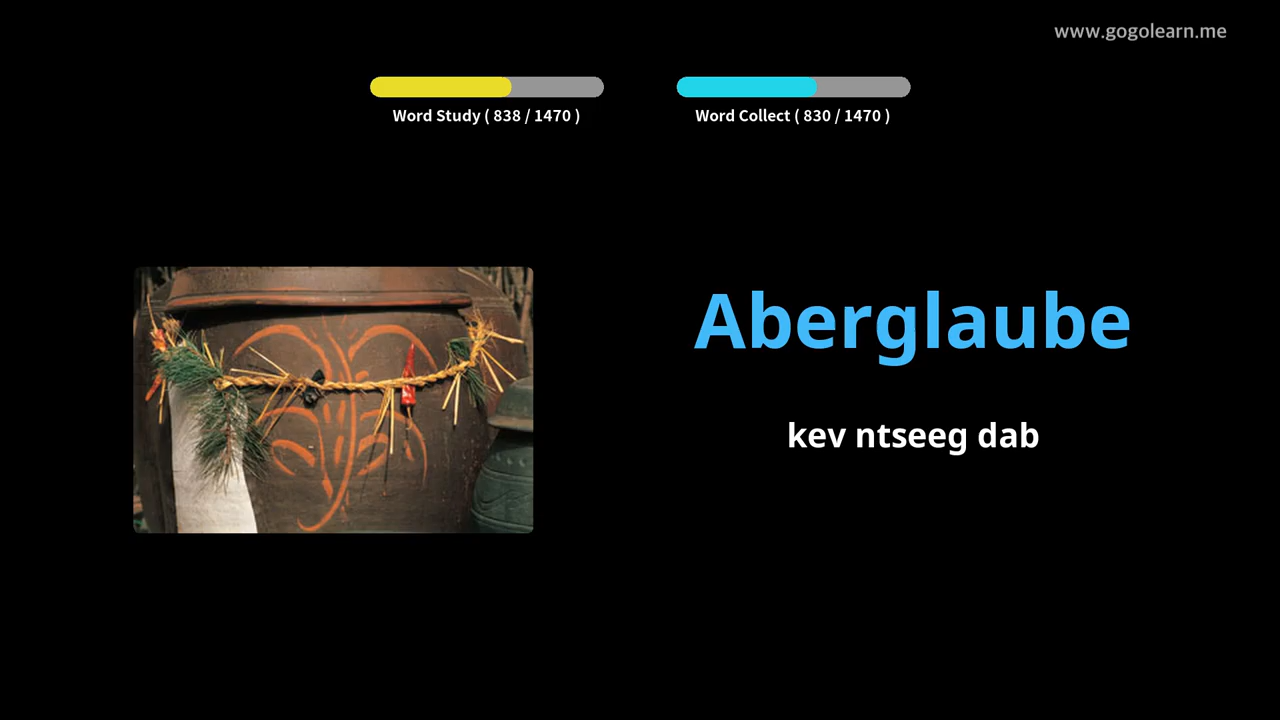 www.gogolearn.me
Word Study ( 838 / 1470 )
Word Collect ( 830 / 1470 )
Aberglaube
kev ntseeg dab